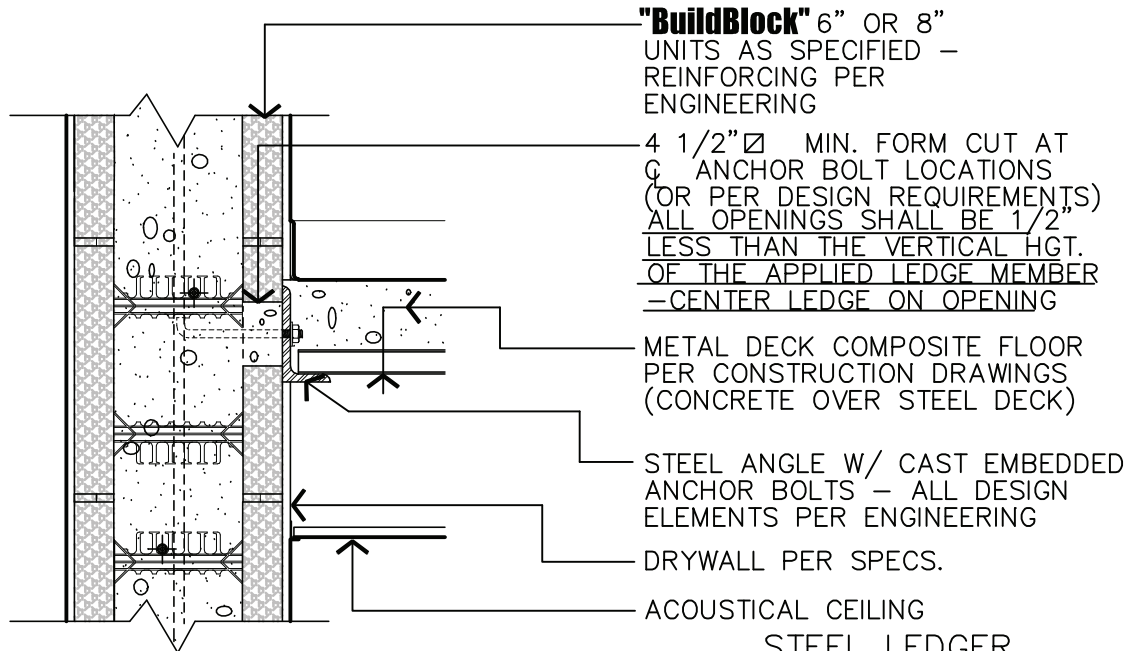 "BuildBlock" 6” OR 8”
UNITS AS SPECIFIED –
REINFORCING PER
ENGINEERING
4 1/2”⌀ MIN. FORM CUT AT
℄ ANCHOR BOLT LOCATIONS
(OR PER DESIGN REQUIREMENTS)
ALL OPENINGS SHALL BE 1/2”
LESS THAN THE VERTICAL HGT.
OF THE APPLIED LEDGE MEMBER
–CENTER LEDGE ON OPENING
METAL DECK COMPOSITE FLOOR
PER CONSTRUCTION DRAWINGS
(CONCRETE OVER STEEL DECK)
STEEL ANGLE W/ CAST EMBEDDED
ANCHOR BOLTS – ALL DESIGN
ELEMENTS PER ENGINEERING
DRYWALL PER SPECS.
ACOUSTICAL CEILING
STEEL LEDGER